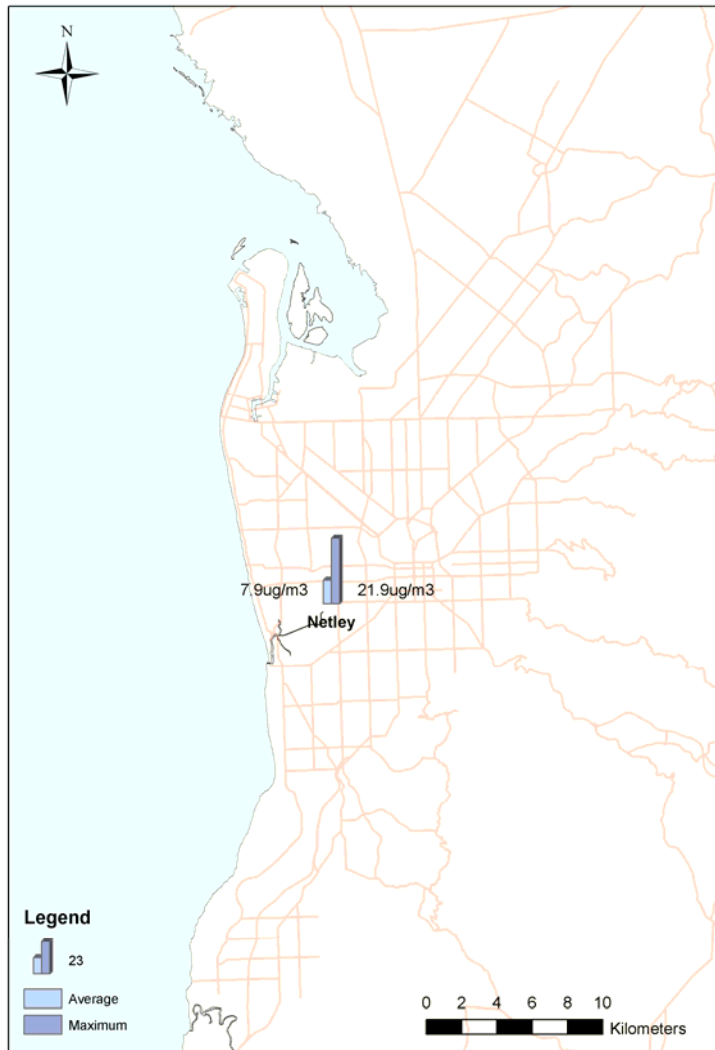 N
7.9ug/m3 21.9ug/m3
Netley
Legend
23
Average
Maximum
0 2 4 6 8 10
Kilometers